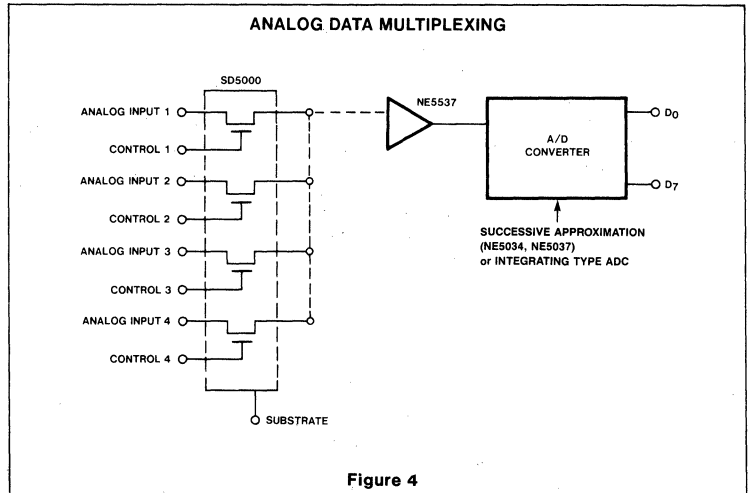 ANALOG DATA MULTIPLEXING
SD5000
NE5537
ANALOG INPUT 1
CONTROL 1
ANALOG INPUT 2
CONTROL 2
ANALOG INPUT 3
CONTROL 3
ANALOG INPUT 4
CONTROL 4
SUBSTRATE
A/D
CONVERTER
D0
D7
SUCCESSIVE APPROXIMATION
(NE5034, NE5037)
or INTEGRATING TYPE ADC
Figure 4